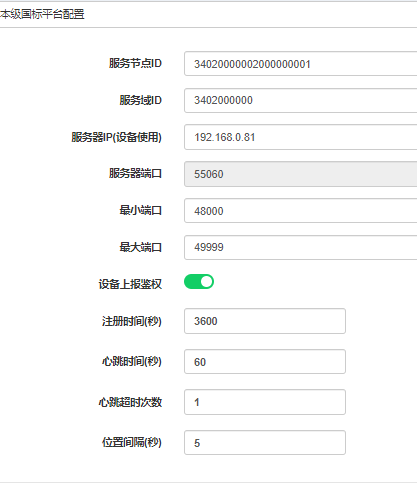 本级国标平台配置
服务节点ID 34020000002000000001
服务域ID 3402000000
服务器IP(设备使用) 192.168.0.81
服务器端口 55060
最小端口 48000
最大端口 49999
设备上报鉴权
注册时间(秒) 3600
心跳时间(秒) 60
心跳超时次数 1
位置间隔(秒) 5